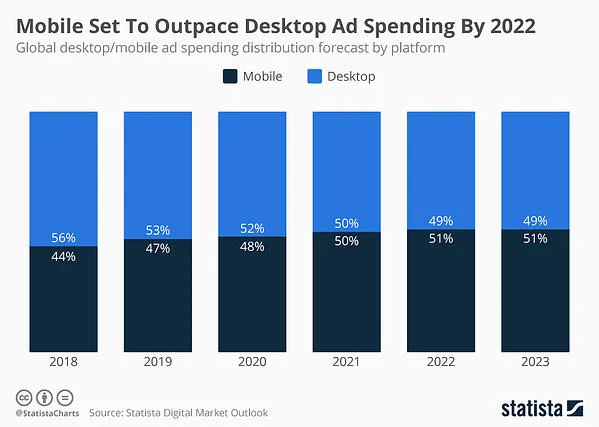 Mobile Set To Outpace Desktop Ad Spending By 2022
Global desktop/mobile ad spending distribution forecast by platform
Mobile Desktop
56% 53% 52% 50% 49% 49%
44% 47% 48% 50% 51% 51%
2018 2019 2020 2021 2022 2023
cc
@StatistaCharts Source: Statista Digital Market Outlook
statista